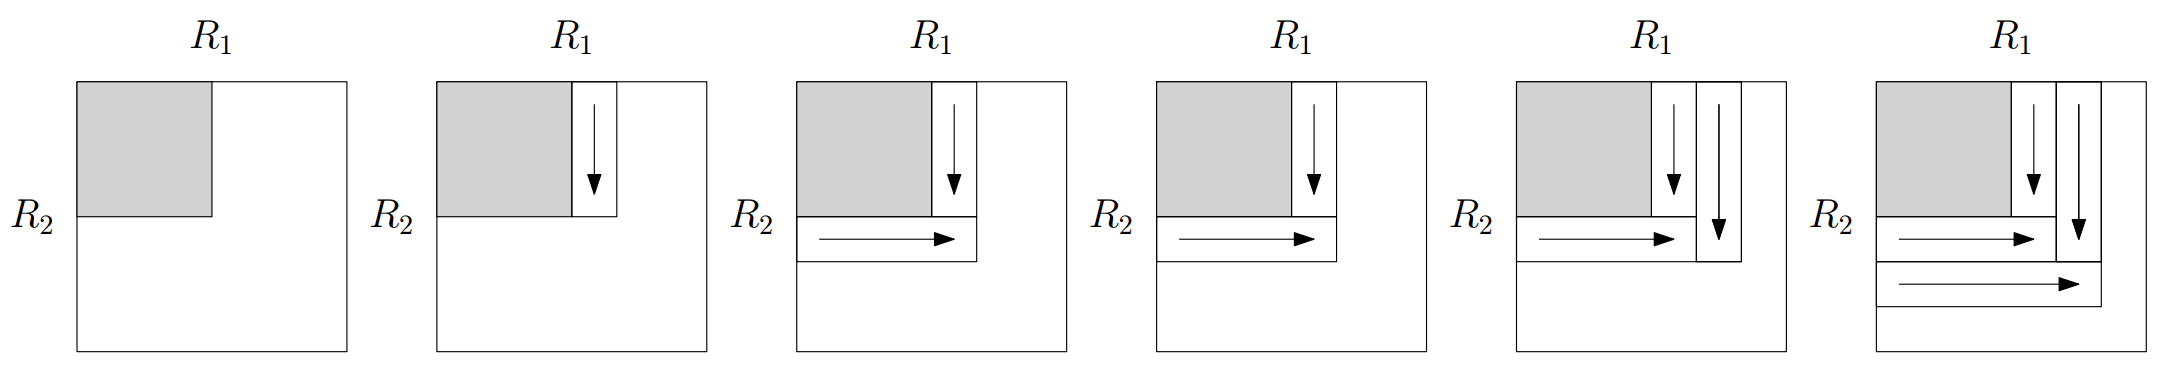 R₁ R₁ R₁ R₁ R₁ R₁
R₂ R₂ R₂ R₂ R₂ R₂